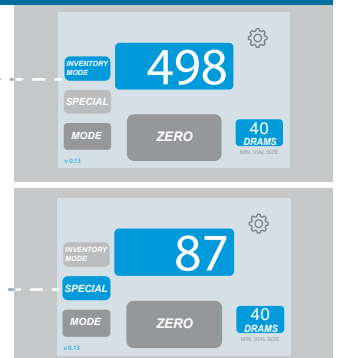 INVENTORY
MODE
498
SPECIAL
MODE
ZERO
40
DRAMS
MIN. VIAL SIZE
v 0.13
INVENTORY
MODE
87
SPECIAL
MODE
ZERO
40
DRAMS
MIN. VIAL SIZE
v 0.13